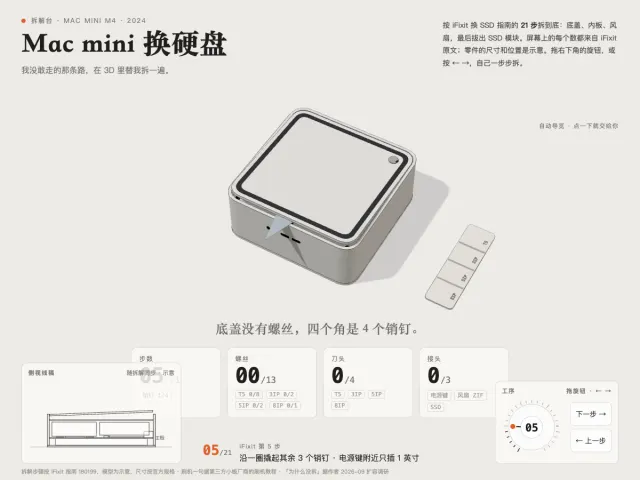 拆解台 · MAC MINI M4 · 2024
Mac mini 换硬盘
我没敢走的那条路，在 3D 里替我拆一遍。
按 iFixit 换 SSD 指南的 21 步拆到底：底盖、内板、风
扇，最后拔出 SSD 模块。屏幕上的每个数都来自 iFixit
原文；零件的尺寸和位置是示意。拖右下角的旋钮，或
按 ← →，自己一步步拆。
自动导览 · 点一下就交给你
底盖没有螺丝，四个角是 4 个销钉。
步数
05
侧视线稿
螺丝
00/13
T5 0/8
3IP 0/2
5IP 0/2
8IP 0/1
刀头
0/4
T5
3IP
5IP
8IP
接头
0/3
电源键
风扇 ZIF
SSD
工序
拖旋钮 · ← →
05
下一步 →
← 上一步
05/21
iFixit 第 5 步
沿一圈撬起其余 3 个销钉 · 电源键附近只插 1 英寸